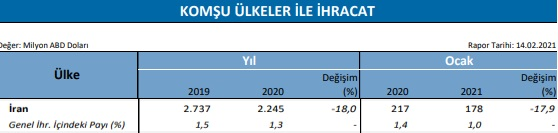 KOMŞU ÜLKELER İLE İHRACAT
Değer: Milyon ABD Doları Rapor Tarihi: 14.02.2021
Ülke Yıl Ocak
2019 2020 Değişim (%) 2020 2021 Değişim (%)
İran 2.737 2.245 -18,0 217 178 -17,9
Genel İhr. İçindeki Payı (%) 1,5 1,3 - 1,4 1,0 -